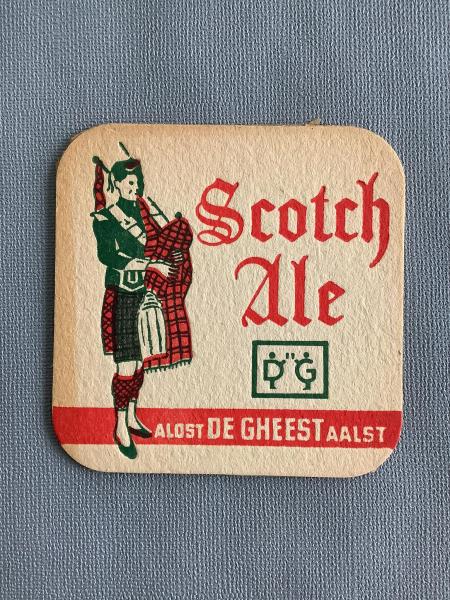 Scotch
Ale
D"G
ALOST DE GHEEST AALST